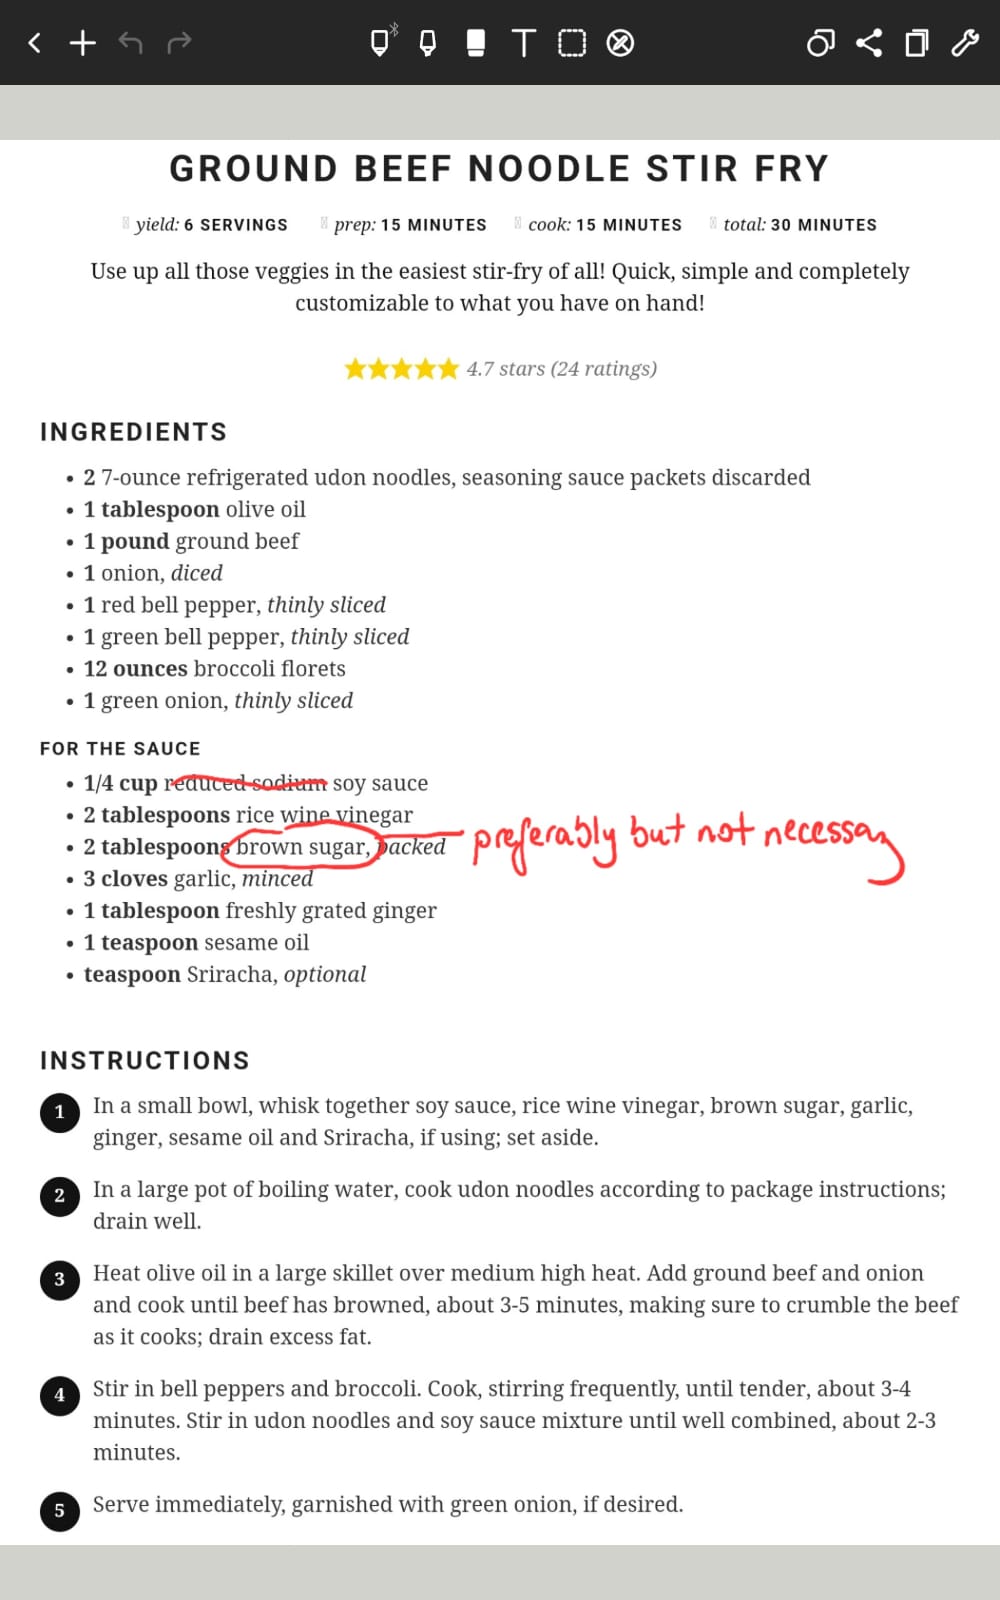 GROUND BEEF NOODLE STIR FRY
yield: 6 SERVINGS prep: 15 MINUTES cook: 15 MINUTES total: 30 MINUTES
Use up all those veggies in the easiest stir-fry of all! Quick, simple and completely
customizable to what you have on hand!
4.7 stars (24 ratings)
INGREDIENTS
• 2 7-ounce refrigerated udon noodles, seasoning sauce packets discarded
• 1 tablespoon olive oil
• 1 pound ground beef
• 1 onion, diced
• 1 red bell pepper, thinly sliced
• 1 green bell pepper, thinly sliced
• 12 ounces broccoli florets
• 1 green onion, thinly sliced
FOR THE SAUCE
• 1/4 cup reduced sodium soy sauce
• 2 tablespoons rice wine vinegar
• 2 tablespoons brown sugar, packed preferably but not necessary
• 3 cloves garlic, minced
• 1 tablespoon freshly grated ginger
• 1 teaspoon sesame oil
• teaspoon Sriracha, optional
INSTRUCTIONS
1 In a small bowl, whisk together soy sauce, rice wine vinegar, brown sugar, garlic,
ginger, sesame oil and Sriracha, if using; set aside.
2 In a large pot of boiling water, cook udon noodles according to package instructions;
drain well.
3 Heat olive oil in a large skillet over medium high heat. Add ground beef and onion
and cook until beef has browned, about 3-5 minutes, making sure to crumble the beef
as it cooks; drain excess fat.
4 Stir in bell peppers and broccoli. Cook, stirring frequently, until tender, about 3-4
minutes. Stir in udon noodles and soy sauce mixture until well combined, about 2-3
minutes.
5 Serve immediately, garnished with green onion, if desired.